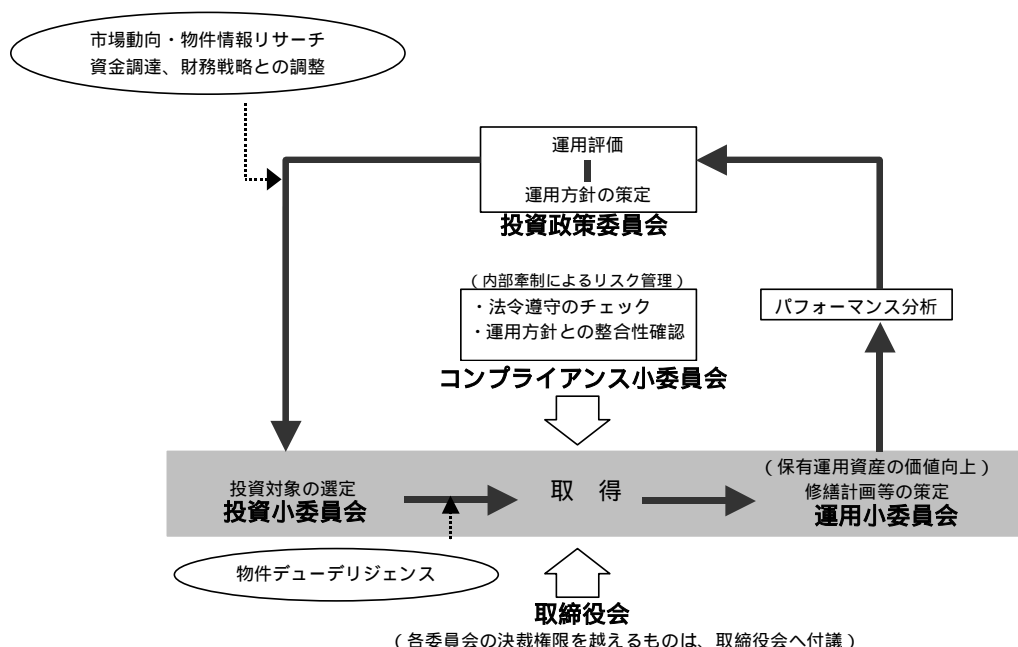 市場動向・物件情報リサーチ
資金調達、財務戦略との調整
運用評価
運用方針の策定
投資政策委員会
（内部牽制によるリスク管理）
・法令遵守のチェック
・運用方針との整合性確認
コンプライアンス小委員会
パフォーマンス分析
投資対象の選定
投資小委員会
取　得
（保有運用資産の価値向上）
修繕計画等の策定
運用小委員会
物件デューデリジェンス
取締役会
（各委員会の決裁権限を越えるものは、取締役会へ付議）